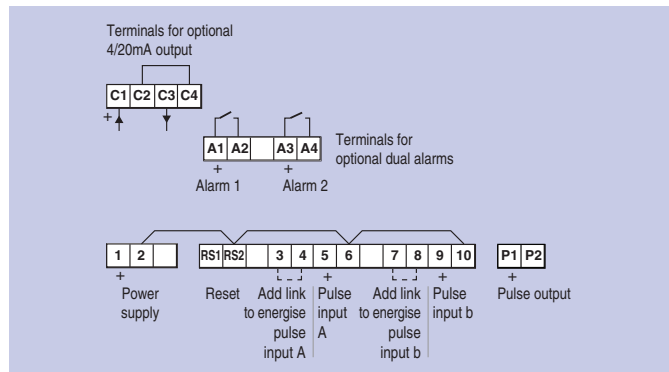 Terminals for optional
4/20mA output
C1 C2 C3 C4
+
A1 A2 A3 A4
Terminals for
optional dual alarms
+ +
Alarm 1 Alarm 2
1 2 RS1 RS2 3 4 5 6 7 8 9 10 P1 P2
+ + + +
Power Reset Add link Pulse Add link Pulse Pulse output
supply to energise input to energise input b
pulse A pulse
input A input b